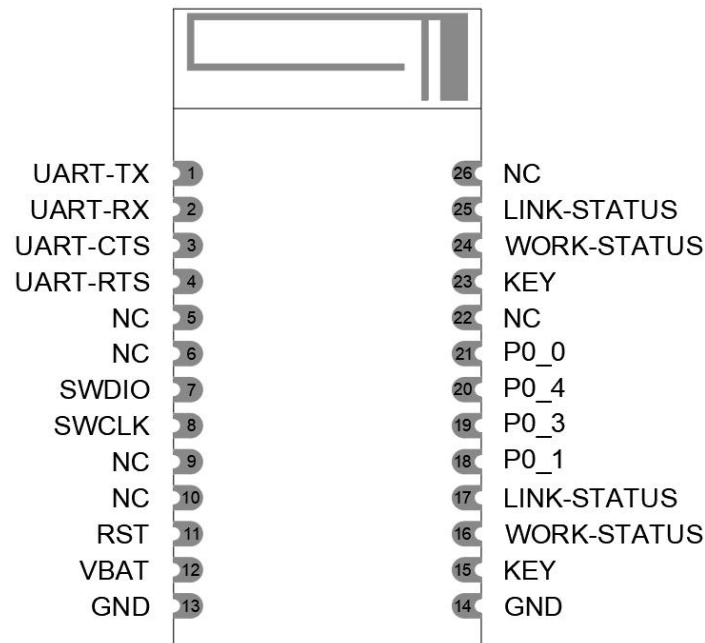 UART-TX 1 26 NC
UART-RX 2 25 LINK-STATUS
UART-CTS 3 24 WORK-STATUS
UART-RTS 4 23 KEY
NC 5 22 NC
NC 6 21 P0_0
SWDIO 7 20 P0_4
SWCLK 8 19 P0_3
NC 9 18 P0_1
NC 10 17 LINK-STATUS
RST 11 16 WORK-STATUS
VBAT 12 15 KEY
GND 13 14 GND